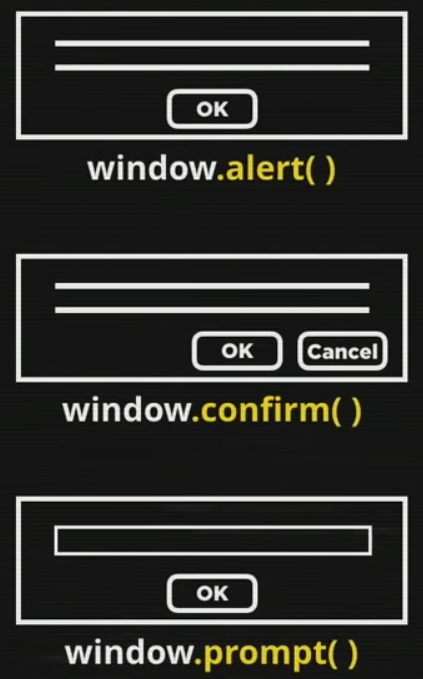 OK
window.alert( )
OK Cancel
window.confirm( )
OK
window.prompt( )